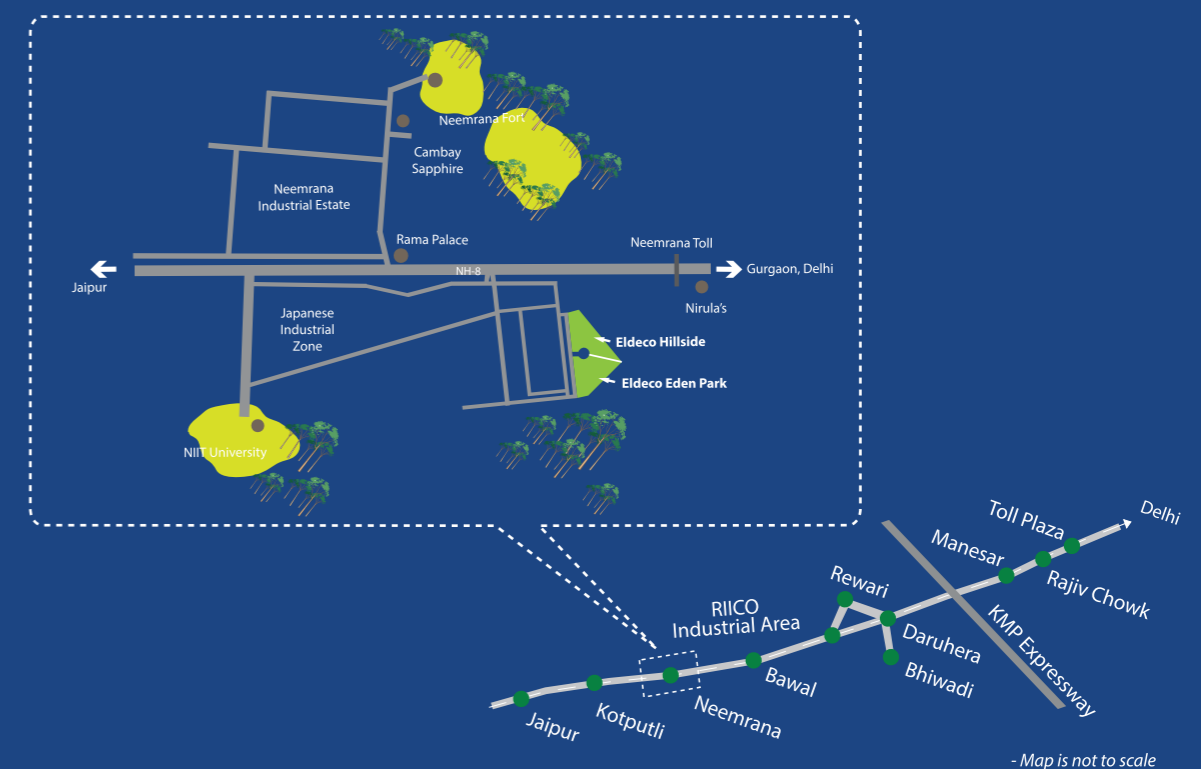 Neemrana Fort
Cambay
Sapphire
Neemrana
Industrial Estate
Rama Palace
Neemrana Toll
NH-8
Gurgaon, Delhi
Jaipur
Nirula's
Japanese
Industrial
Zone
Eldeco Hillside
Eldeco Eden Park
NIIT University
Delhi
Toll Plaza
Manesar
Rajiv Chowk
Rewari
RIICO
Industrial Area
KMP Expressway
Daruhera
Bhiwadi
Bawal
Neemrana
Kotputli
Jaipur
- Map is not to scale